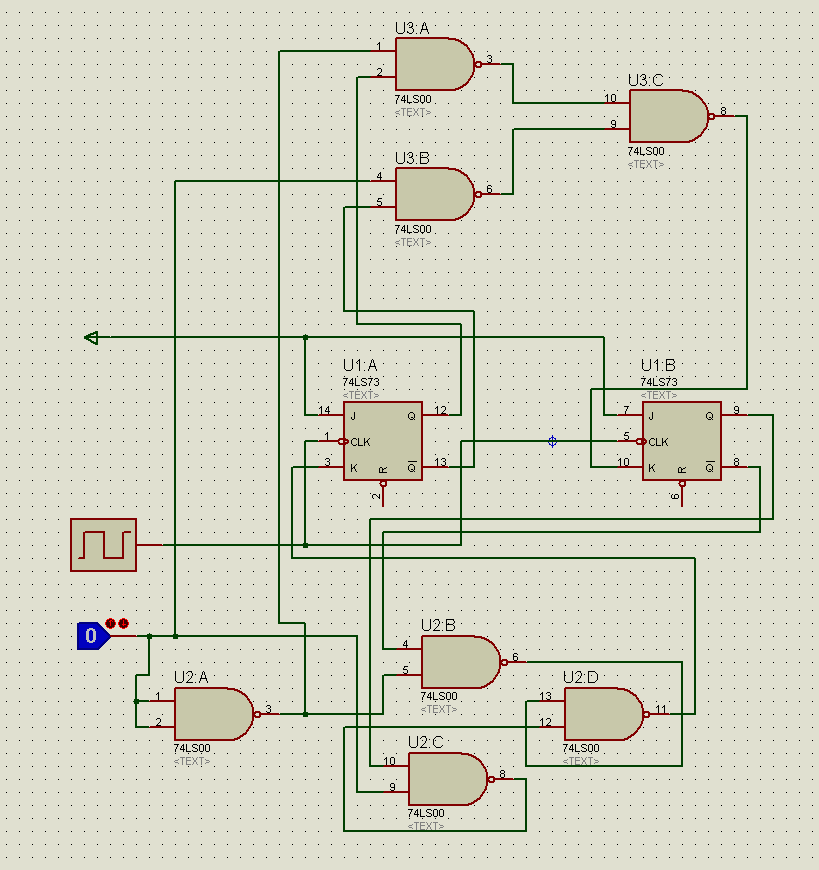 U3:A
1
2
3
74LS00
<TEXT>
U3:C
10
9
8
74LS00
<TEXT>
U3:B
4
5
6
74LS00
<TEXT>
U1:A
74LS73
<TEXT>
14 J Q 12
1 CLK
3 K R Q 13
2
U1:B
74LS73
<TEXT>
7 J Q 9
5 CLK
10 K R Q 8
6
0
U2:A
1
2
3
74LS00
<TEXT>
U2:B
4
5
6
74LS00
<TEXT>
U2:D
13
12
11
74LS00
<TEXT>
U2:C
10
9
8
74LS00
<TEXT>